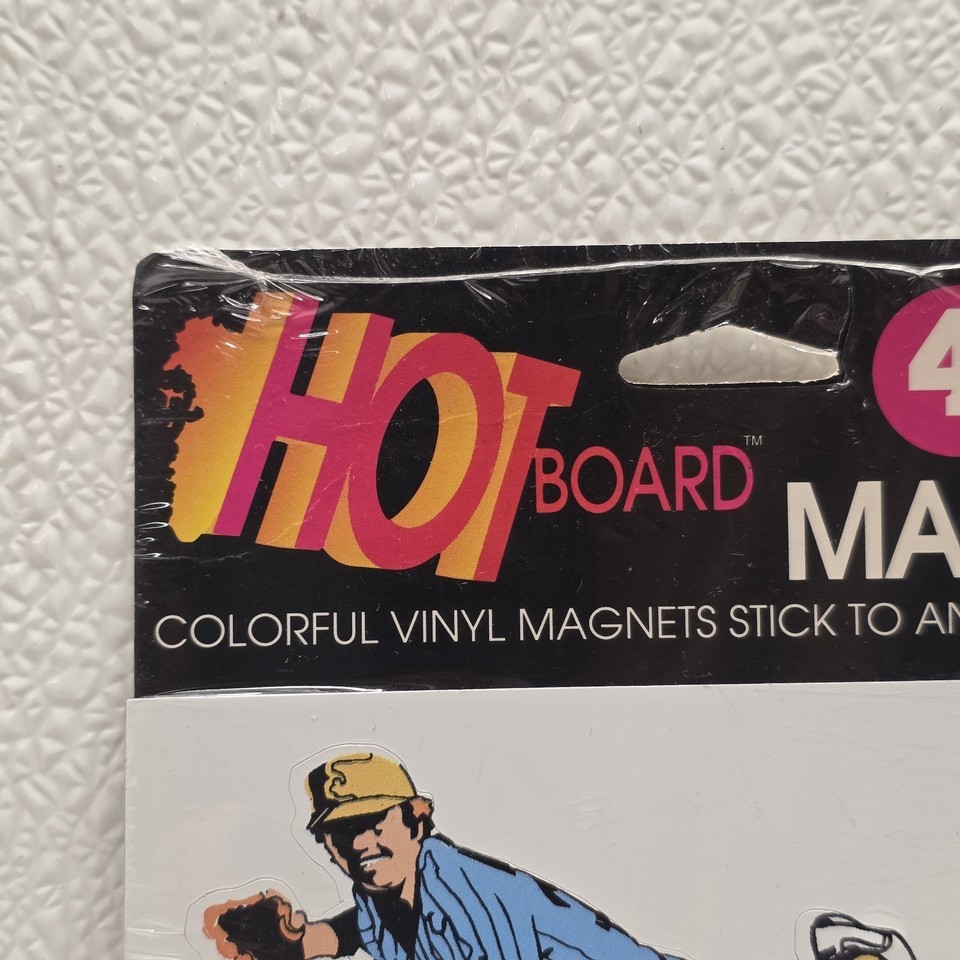 HOT BOARD™
4
MA
COLORFUL VINYL MAGNETS STICK TO AN